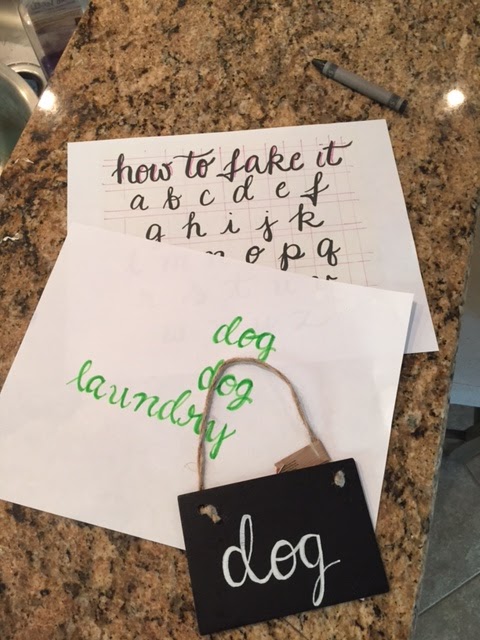 how to fake it
a b c d e f
g h i j k
n o p q
dog
dog
laundry
dog